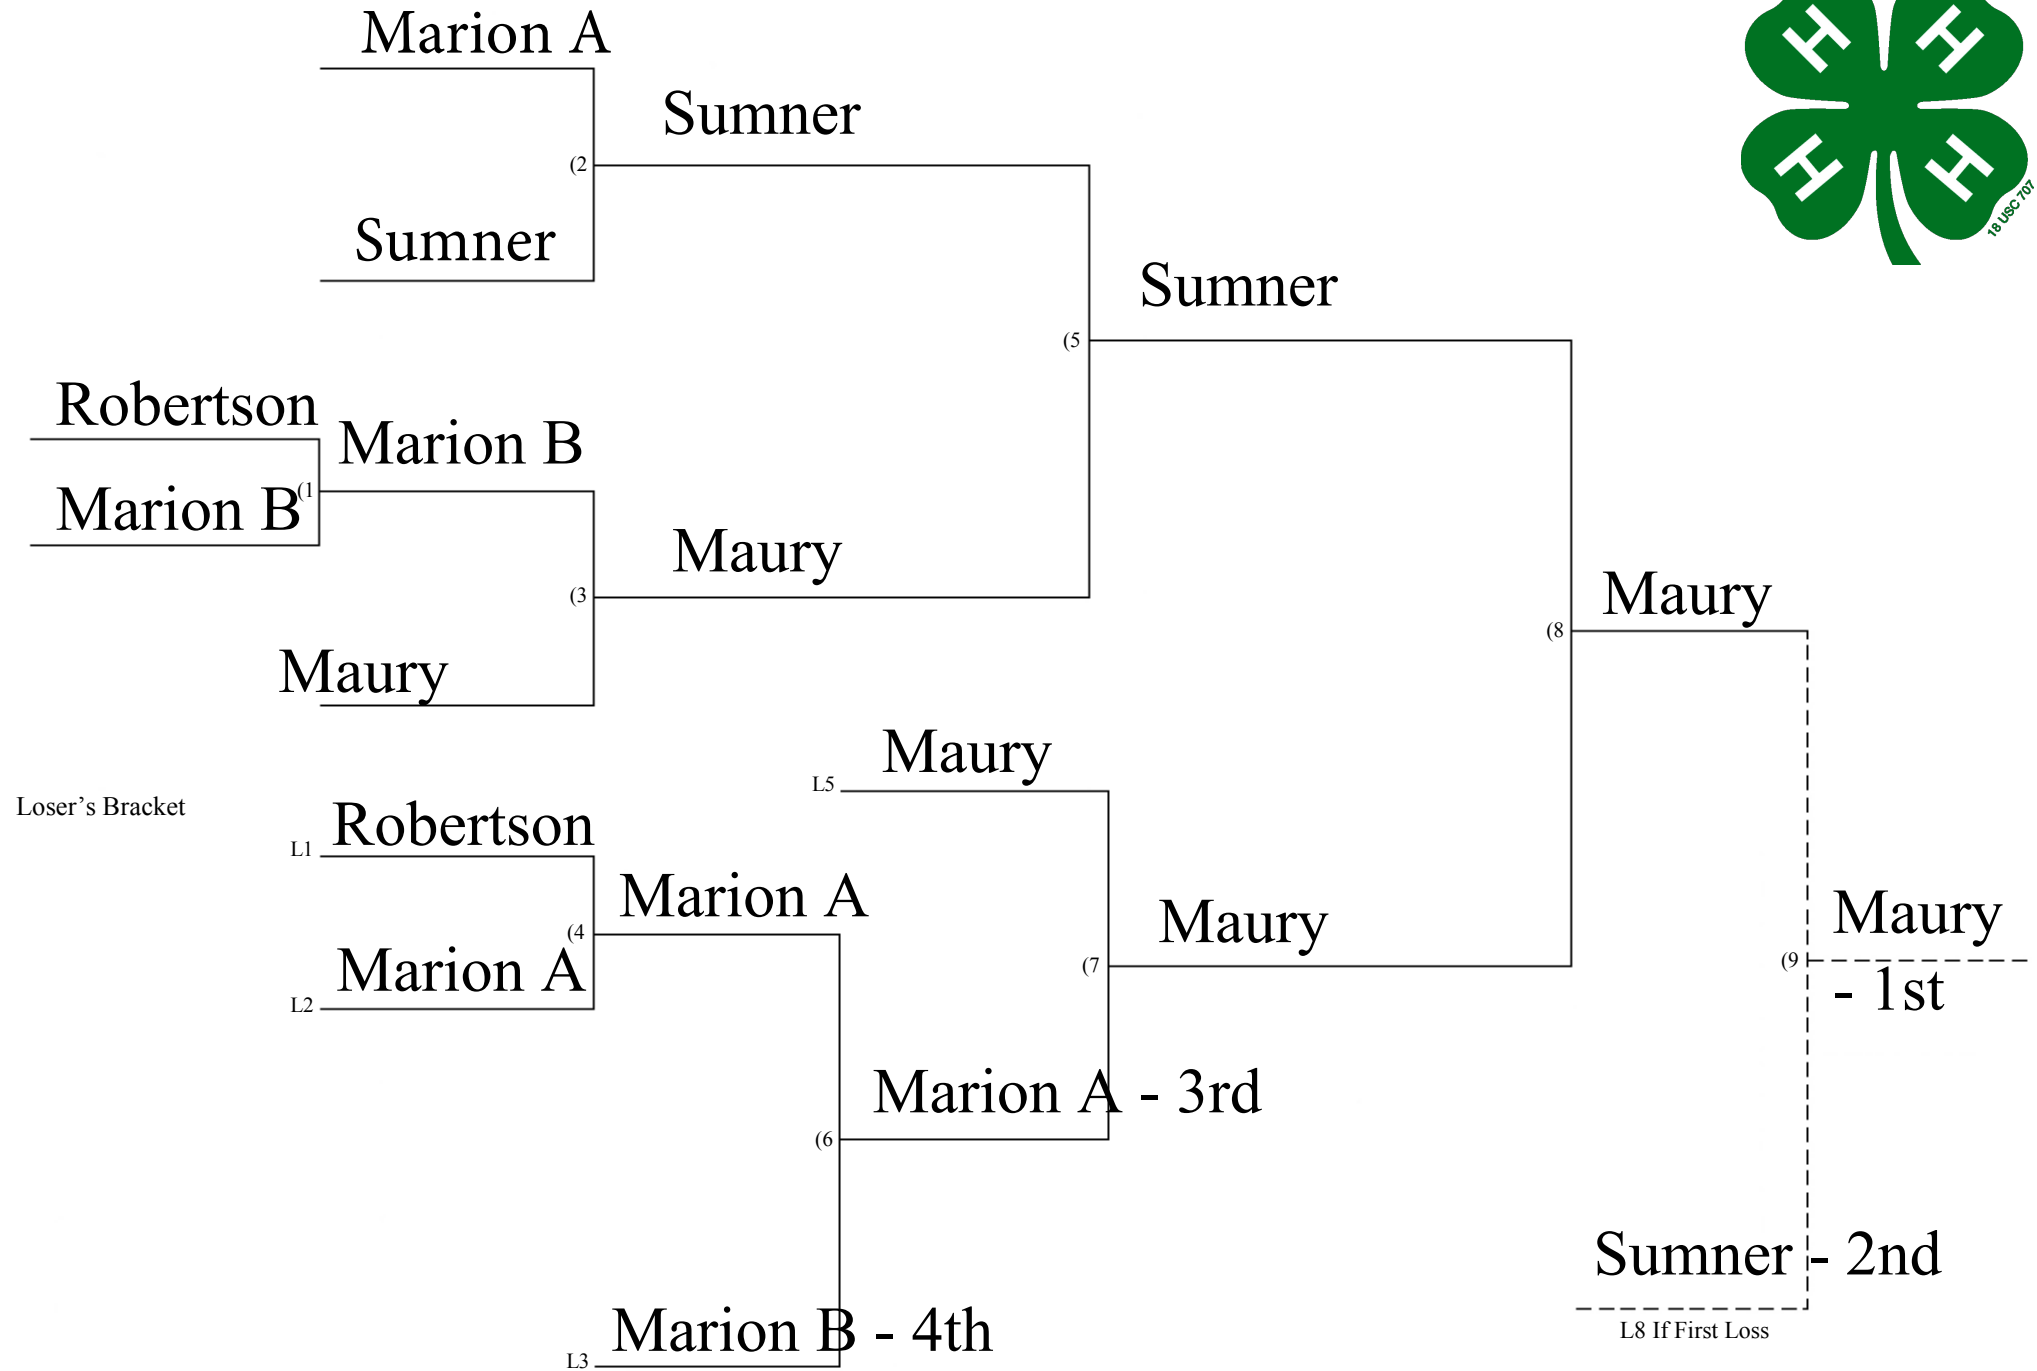 Marion A
H H
Sumner
(2
H H
18 USC 707
Sumner
Sumner
(5
Robertson
Marion B
(1
Marion B
Maury
(3
Maury
(8
Maury
Maury
L5
Loser's Bracket
Robertson
L1
Marion A
(4
Marion A
L2
Maury
(7
Maury
(9
- 1st
Marion A - 3rd
(6
Sumner - 2nd
L8 If First Loss
Marion B - 4th
L3